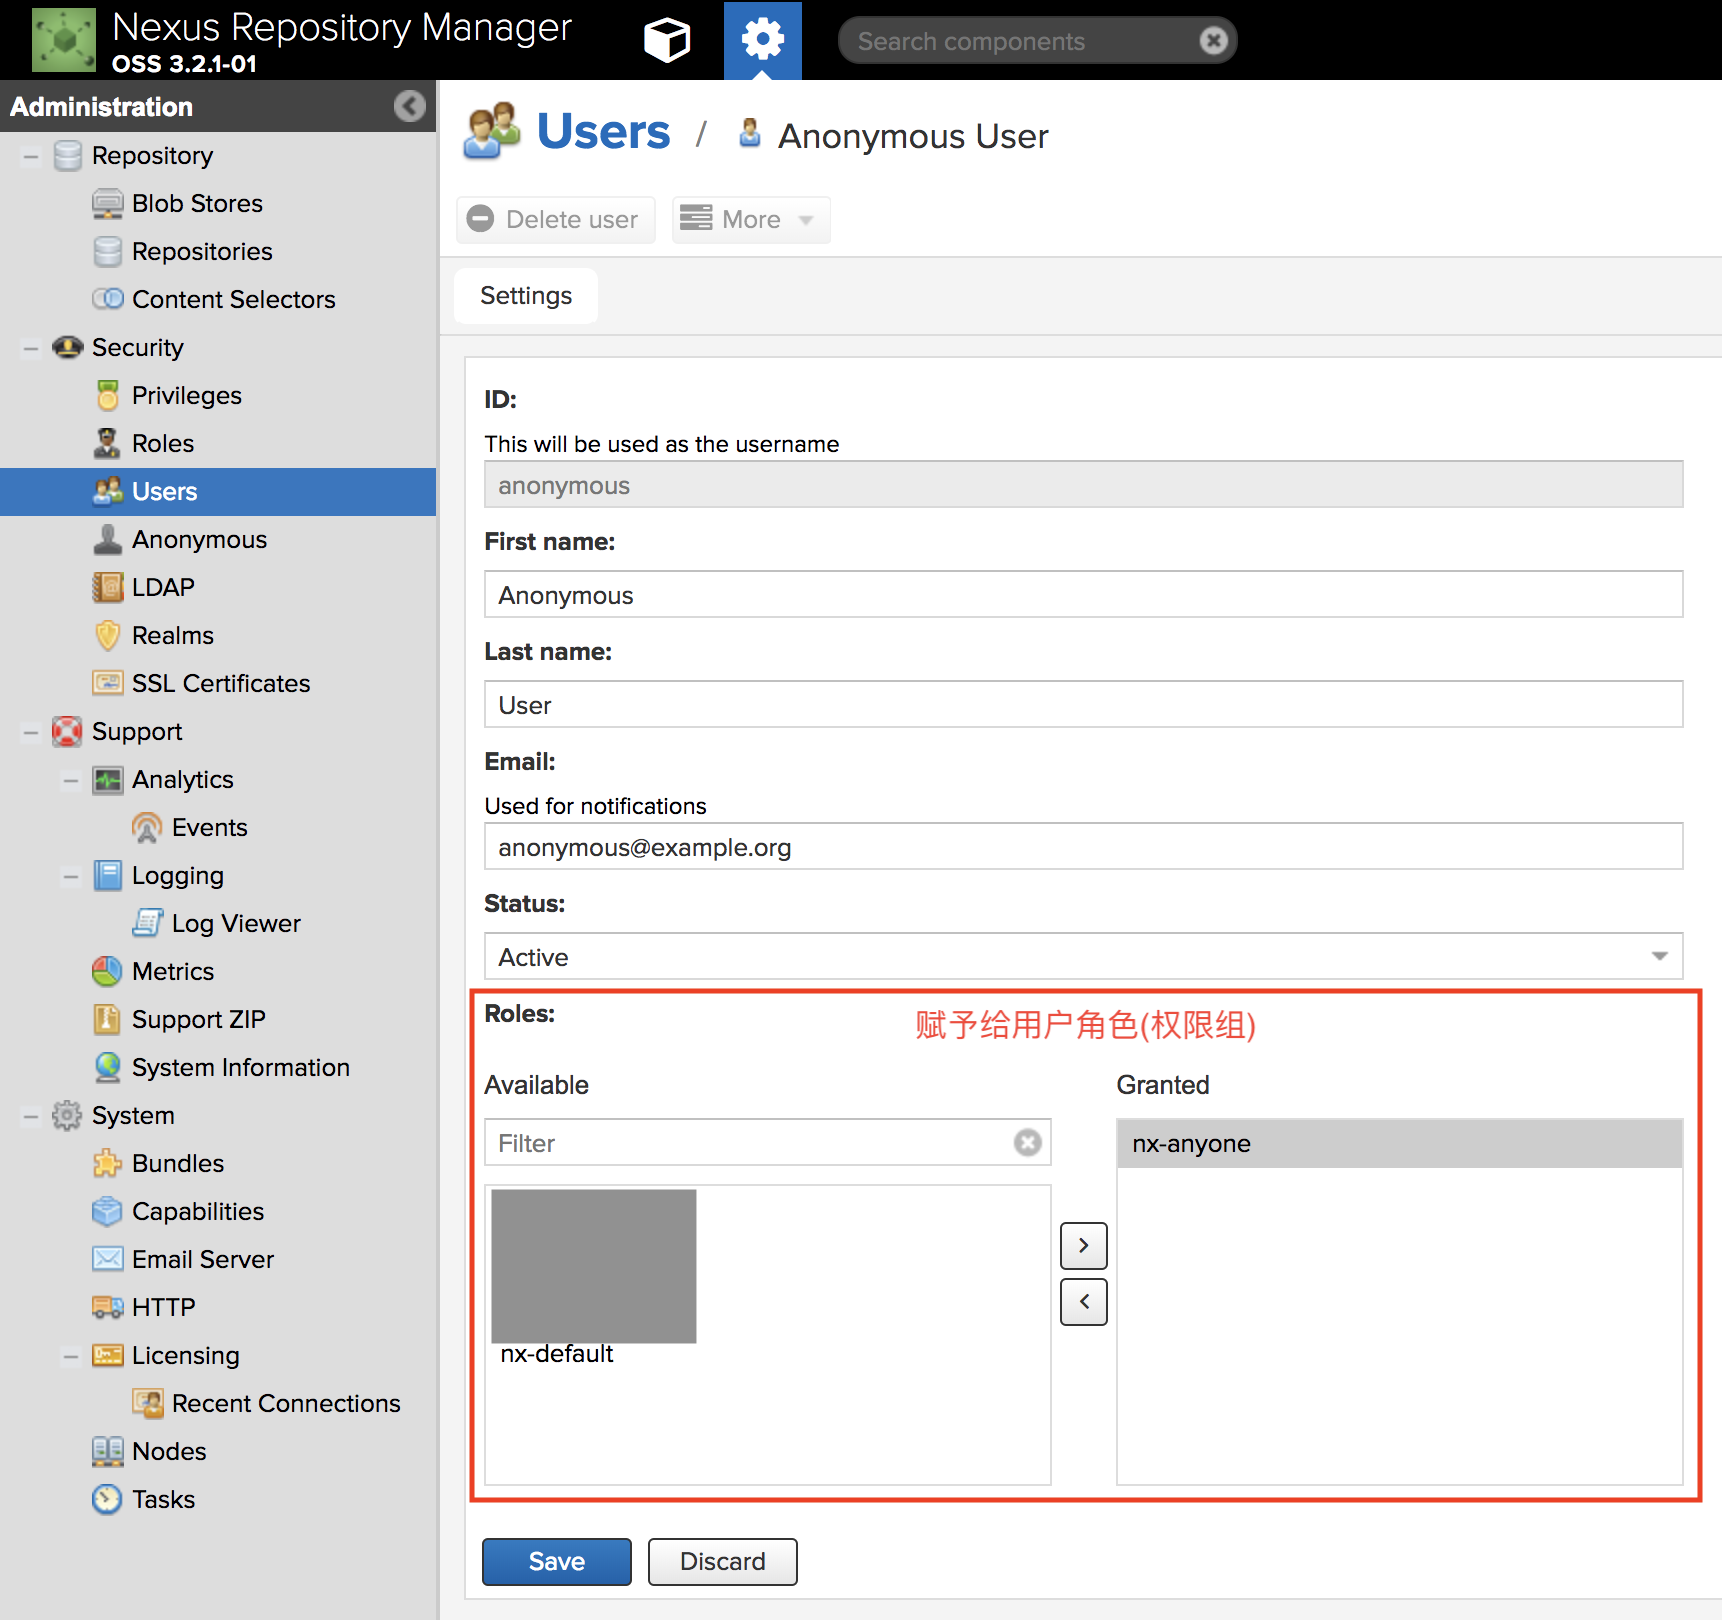 Nexus Repository Manager
OSS 3.2.1-01
Search components
Administration
Repository
Blob Stores
Repositories
Content Selectors
Security
Privileges
Roles
Users
Anonymous
LDAP
Realms
SSL Certificates
Support
Analytics
Events
Logging
Log Viewer
Metrics
Support ZIP
System Information
System
Bundles
Capabilities
Email Server
HTTP
Licensing
Recent Connections
Nodes
Tasks
Users / Anonymous User
Delete user
More
Settings
ID:
This will be used as the username
anonymous
First name:
Anonymous
Last name:
User
Email:
Used for notifications
anonymous@example.org
Status:
Active
Roles:
赋予给用户角色(权限组)
Available
Filter
nx-default
Granted
nx-anyone
Save
Discard